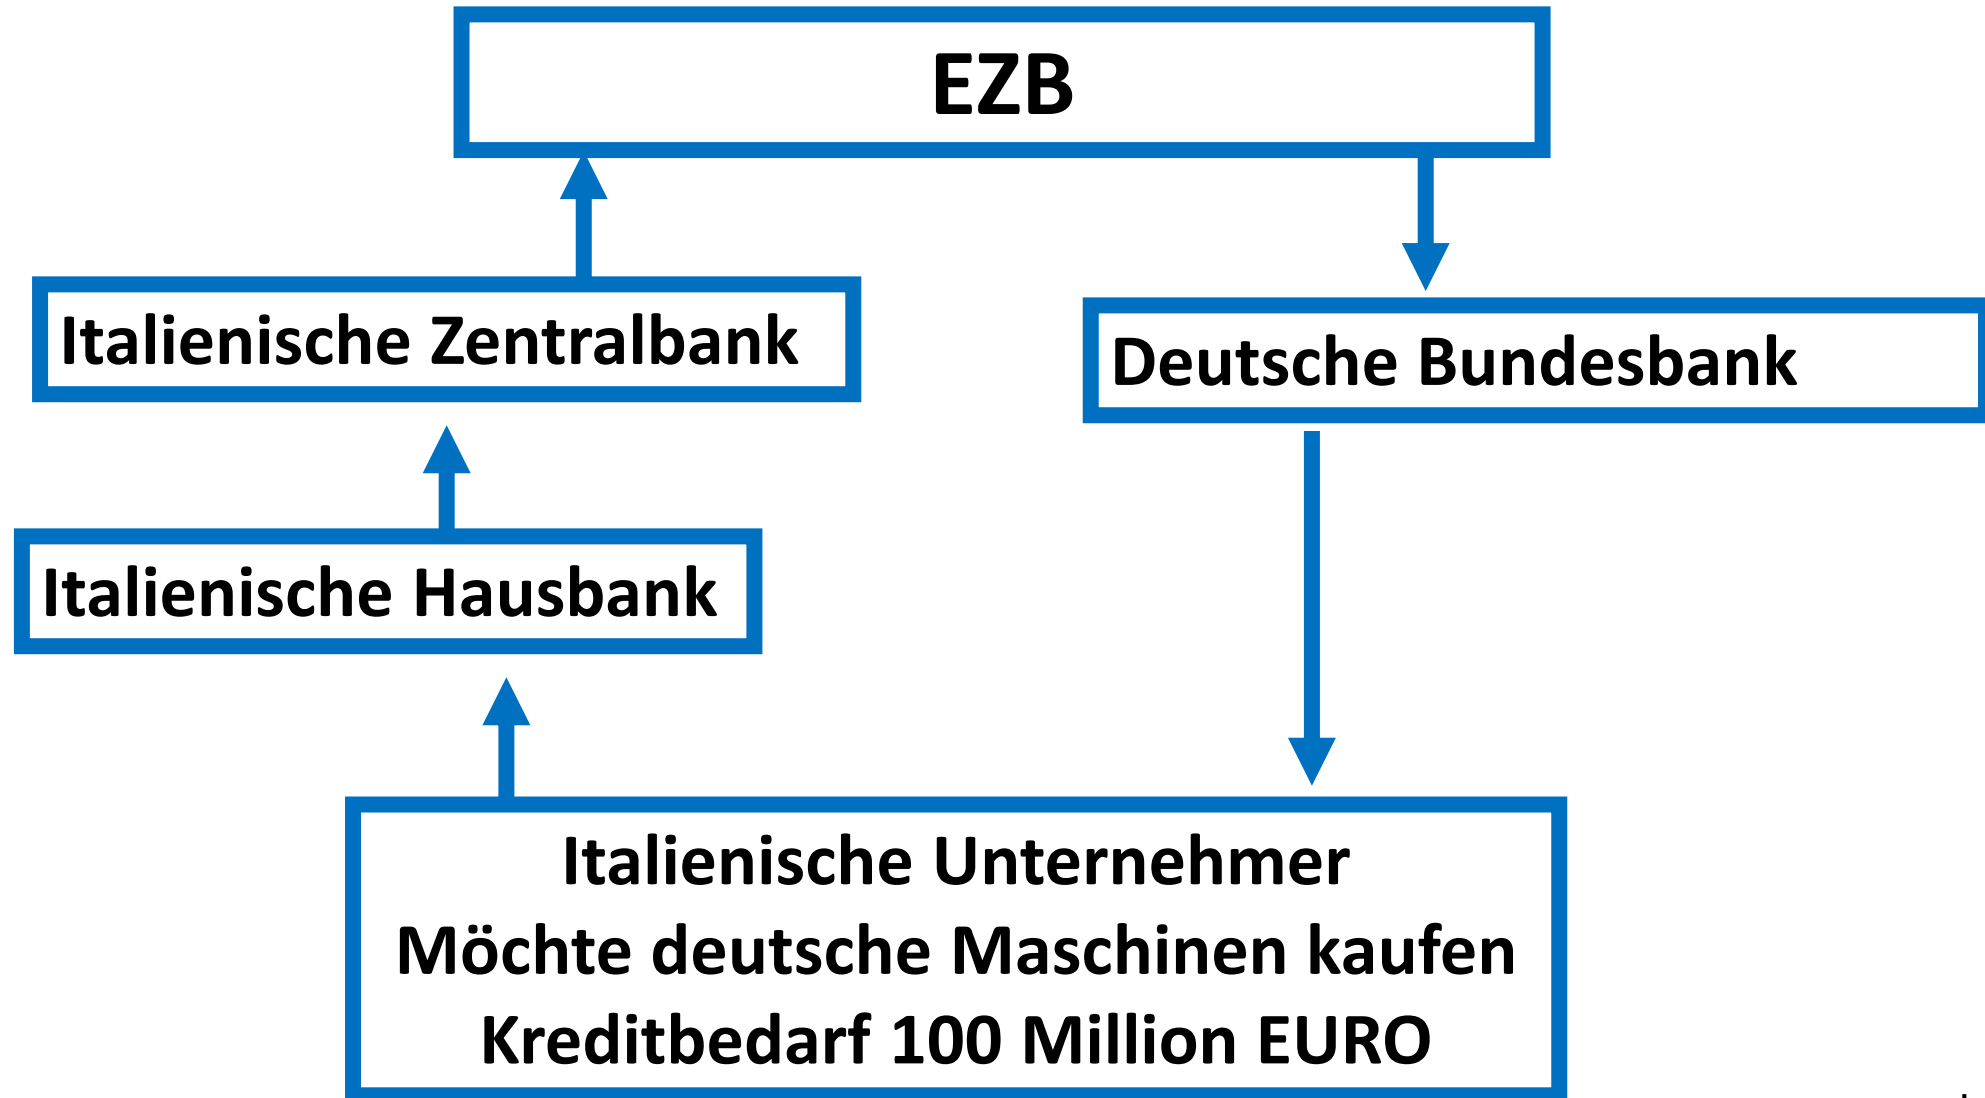 EZB
Italienische Zentralbank
Deutsche Bundesbank
Italienische Hausbank
Italienische Unternehmer
Möchte deutsche Maschinen kaufen
Kreditbedarf 100 Million EURO